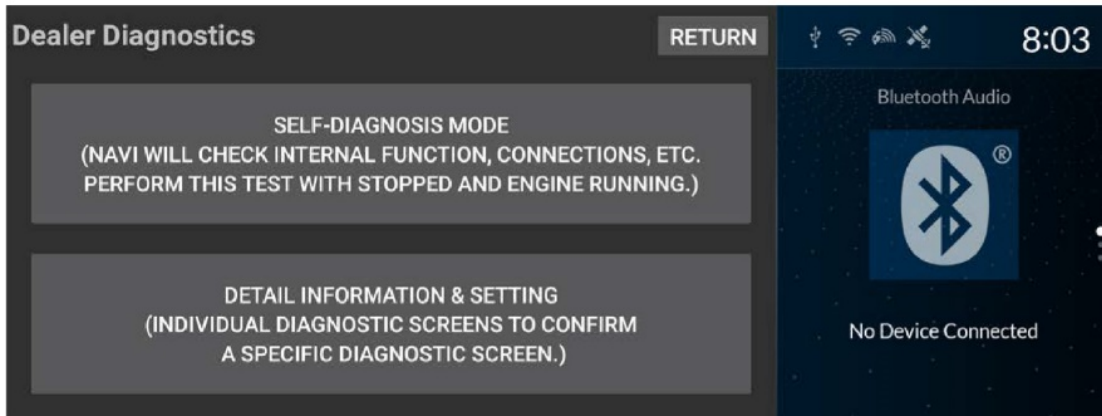 Dealer Diagnostics
RETURN
SELF-DIAGNOSIS MODE
(NAVI WILL CHECK INTERNAL FUNCTION, CONNECTIONS, ETC.
PERFORM THIS TEST WITH STOPPED AND ENGINE RUNNING.)
DETAIL INFORMATION & SETTING
(INDIVIDUAL DIAGNOSTIC SCREENS TO CONFIRM
A SPECIFIC DIAGNOSTIC SCREEN.)
8:03
Bluetooth Audio
®
No Device Connected